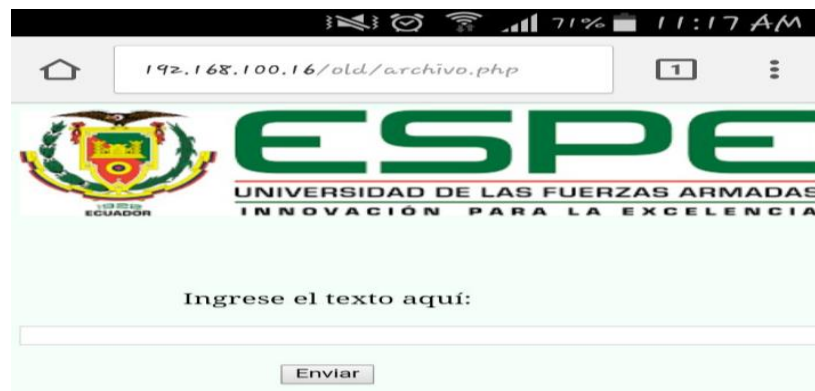 71% 11:17 AM
192.168.100.16/old/archivo.php
1
ESPE
UNIVERSIDAD DE LAS FUERZAS ARMADAS
INNOVACIÓN PARA LA EXCELENCIA
1922
ECUADOR
Ingrese el texto aquí:
Enviar